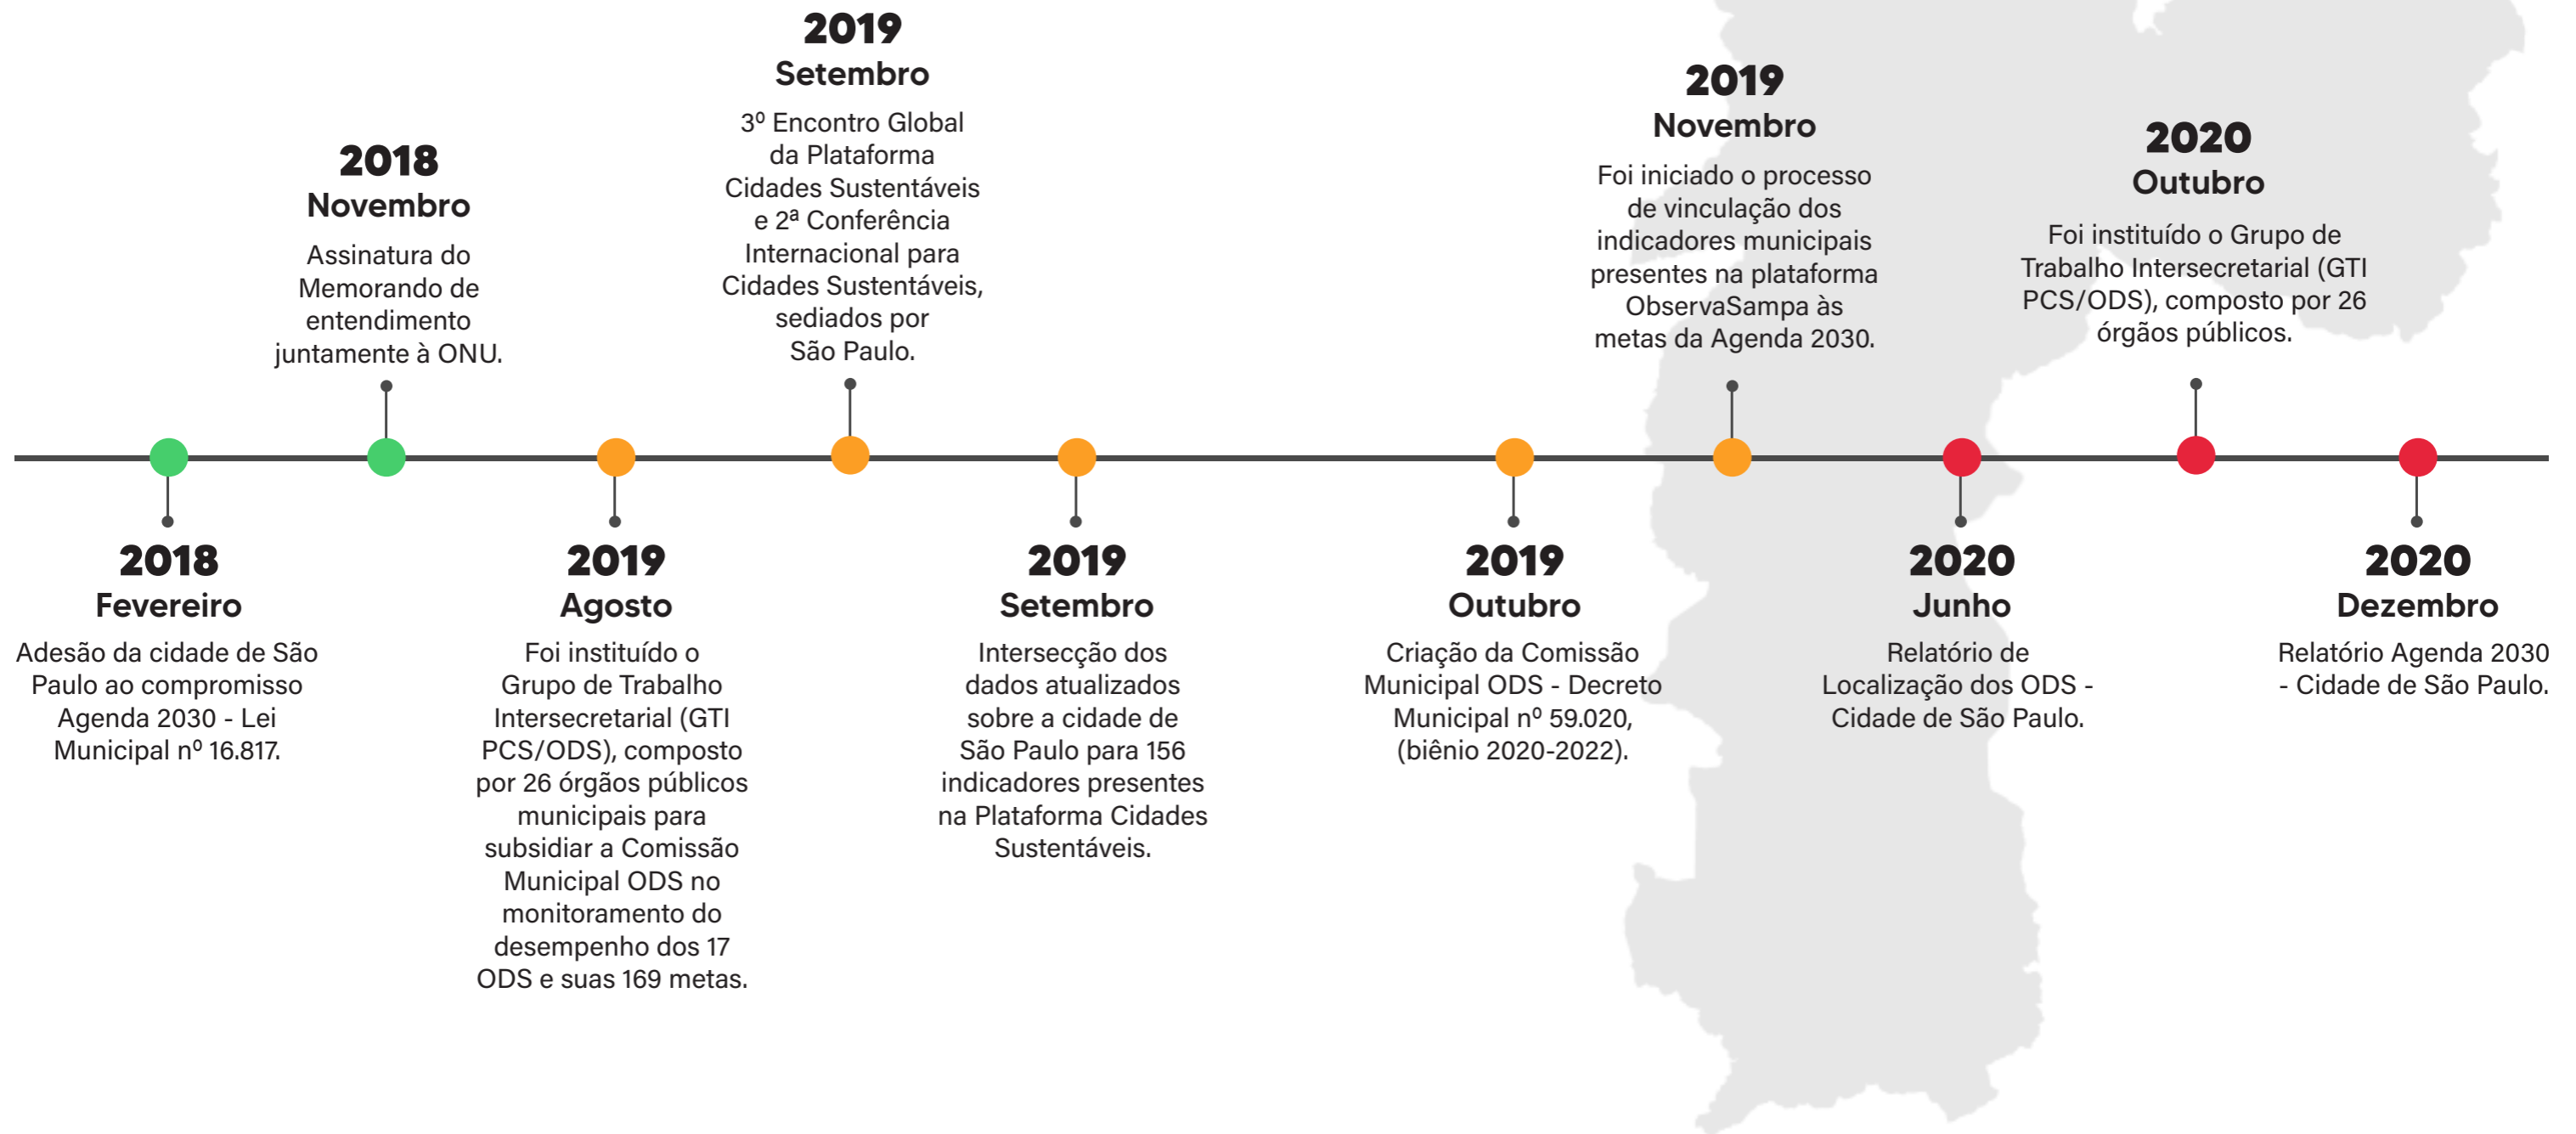 2018
Fevereiro
Adesão da cidade de São
Paulo ao compromisso
Agenda 2030 - Lei
Municipal nº 16.817.
2018
Novembro
Assinatura do
Memorando de
entendimento
juntamente à ONU.
2019
Agosto
Foi instituído o
Grupo de Trabalho
Intersecretarial (GTI
PCS/ODS), composto
por 26 órgãos públicos
municipais para
subsidiar a Comissão
Municipal ODS no
monitoramento do
desempenho dos 17
ODS e suas 169 metas.
2019
Setembro
3º Encontro Global
da Plataforma
Cidades Sustentáveis
e 2ª Conferência
Internacional para
Cidades Sustentáveis,
sediados por
São Paulo.
2019
Setembro
Intersecção dos
dados atualizados
sobre a cidade de
São Paulo para 156
indicadores presentes
na Plataforma Cidades
Sustentáveis.
2019
Outubro
Criação da Comissão
Municipal ODS - Decreto
Municipal nº 59.020,
(biênio 2020-2022).
2019
Novembro
Foi iniciado o processo
de vinculação dos
indicadores municipais
presentes na plataforma
ObservaSampa às
metas da Agenda 2030.
2020
Junho
Relatório de
Localização dos ODS -
Cidade de São Paulo.
2020
Outubro
Foi instituído o Grupo de
Trabalho Intersecretarial (GTI
PCS/ODS), composto por 26
órgãos públicos.
2020
Dezembro
Relatório Agenda 2030
- Cidade de São Paulo.